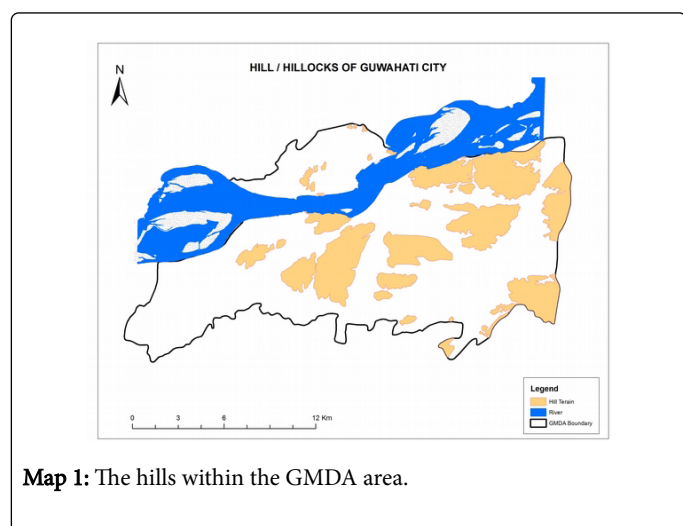 HILL / HILLOCKS OF GUWAHATI CITY
N
Legend
Hill Terain
River
GMDA Boundary
0 3 6 12 Km
Map 1: The hills within the GMDA area.